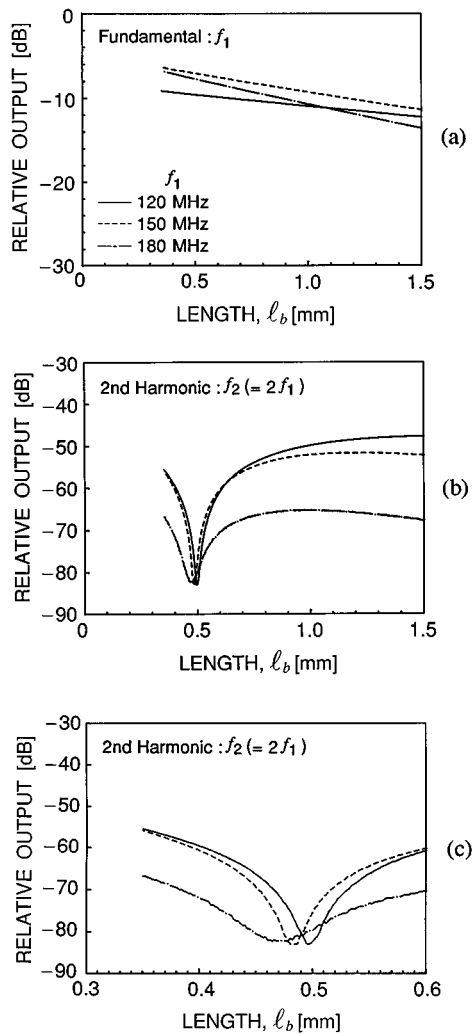 RELATIVE OUTPUT [dB]
0
−10
−20
−30
Fundamental : f₁
f₁
120 MHz
150 MHz
180 MHz
0 0.5 1.0 1.5
LENGTH, ℓb [mm]
(a)
RELATIVE OUTPUT [dB]
−30
−40
−50
−60
−70
−80
−90
2nd Harmonic : f₂ (= 2f₁)
0 0.5 1.0 1.5
LENGTH, ℓb [mm]
(b)
RELATIVE OUTPUT [dB]
−30
−40
−50
−60
−70
−80
−90
2nd Harmonic : f₂ (= 2f₁)
0.3 0.4 0.5 0.6
LENGTH, ℓb [mm]
(c)